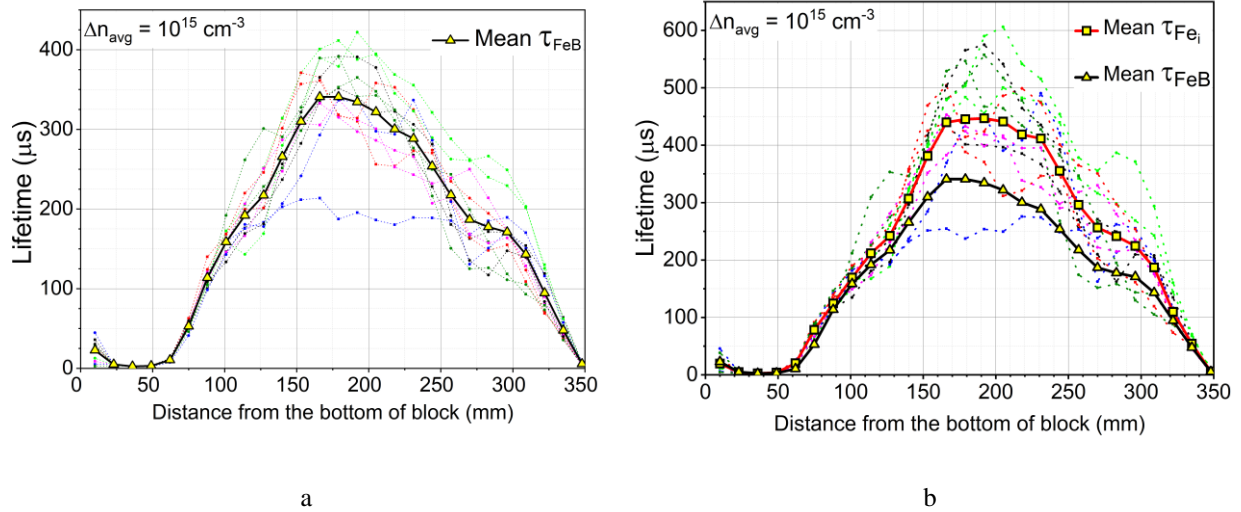 Δn_avg = 10^15 cm^-3
Mean τ_FeB
400
300
200
100
0
Lifetime (μs)
0 50 100 150 200 250 300 350
Distance from the bottom of block (mm)
a
Δn_avg = 10^15 cm^-3
Mean τ_Fe_i
Mean τ_FeB
600
500
400
300
200
100
0
Lifetime (μs)
0 50 100 150 200 250 300 350
Distance from the bottom of block (mm)
b